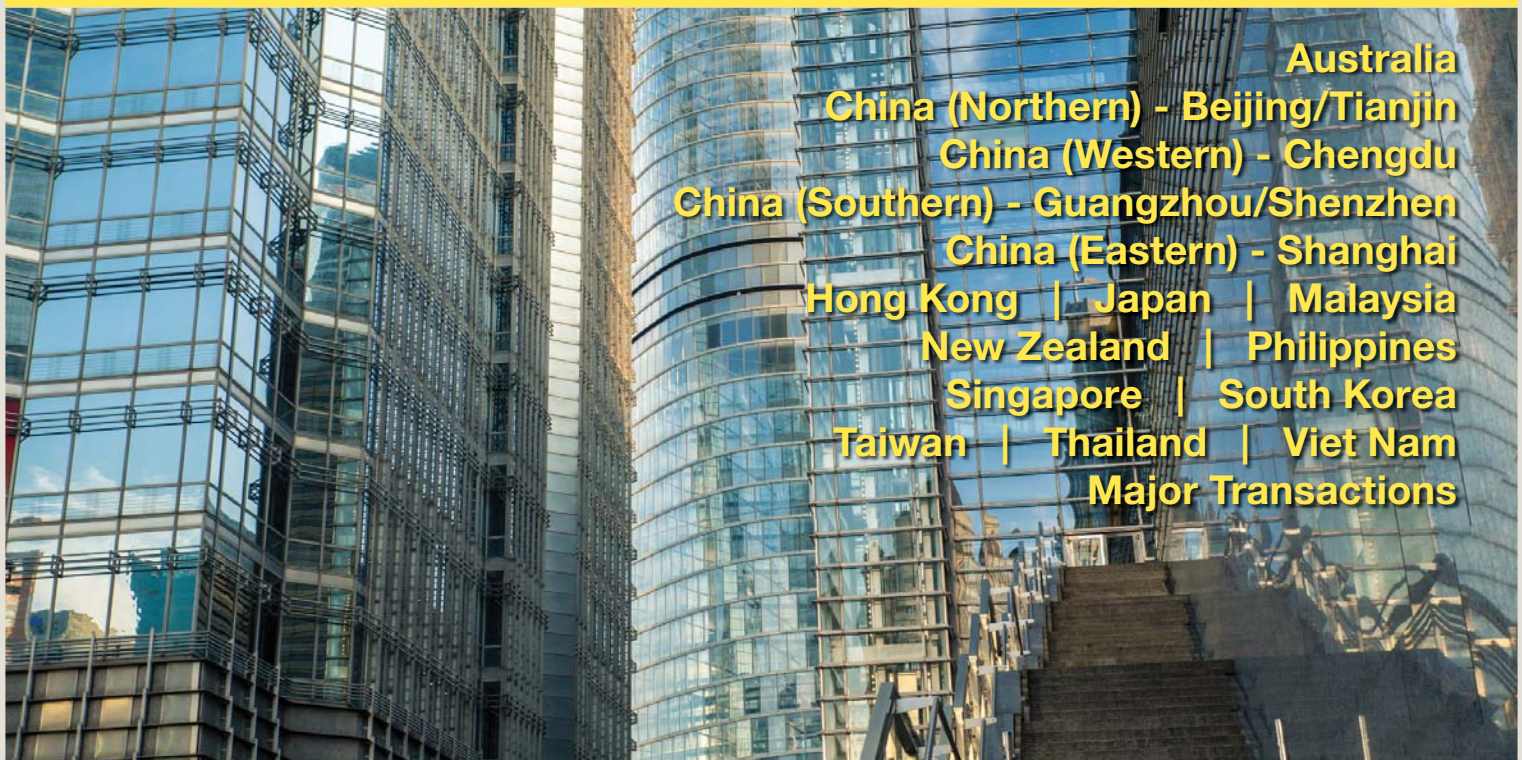 Australia
China (Northern) - Beijing/Tianjin
China (Western) - Chengdu
China (Southern) - Guangzhou/Shenzhen
China (Eastern) - Shanghai
Hong Kong | Japan | Malaysia
New Zealand | Philippines
Singapore | South Korea
Taiwan | Thailand | Viet Nam
Major Transactions